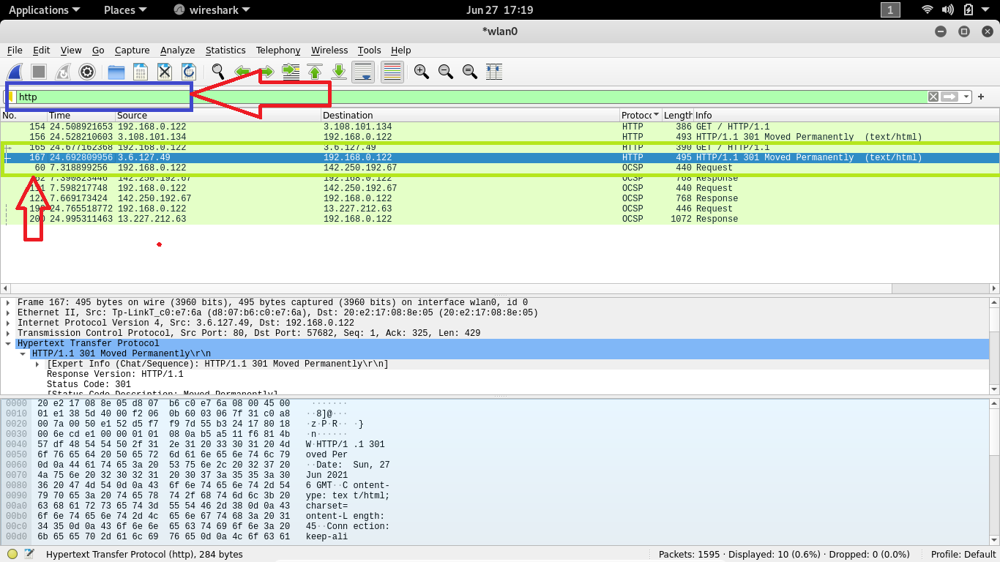 Applications Places wireshark Jun 27 17:19 1
*wlan0
File Edit View Go Capture Analyze Statistics Telephony Wireless Tools Help
http
No. Time Source Destination Protoco Length Info
154 24.508921653 192.168.0.122 3.108.101.134 HTTP 386 GET / HTTP/1.1
156 24.528210603 3.108.101.134 192.168.0.122 HTTP 493 HTTP/1.1 301 Moved Permanently (text/html)
165 24.677162368 192.168.0.122 3.6.127.49 HTTP 390 GET / HTTP/1.1
167 24.692809956 3.6.127.49 192.168.0.122 HTTP 495 HTTP/1.1 301 Moved Permanently (text/html)
60 7.318899256 192.168.0.122 142.250.192.67 OCSP 440 Request
62 7.390823446 142.250.192.67 192.168.0.122 OCSP 768 Response
7.598217748 192.168.0.122 142.250.192.67 OCSP 440 Request
7.669173424 142.250.192.67 192.168.0.122 OCSP 768 Response
24.765518772 192.168.0.122 13.227.212.63 OCSP 446 Request
200 24.995311463 13.227.212.63 192.168.0.122 OCSP 1072 Response
Frame 167: 495 bytes on wire (3960 bits), 495 bytes captured (3960 bits) on interface wlan0, id 0
Ethernet II, Src: Tp-LinkT_c0:e7:6a (d8:07:b6:c0:e7:6a), Dst: 20:e2:17:08:8e:05 (20:e2:17:08:8e:05)
Internet Protocol Version 4, Src: 3.6.127.49, Dst: 192.168.0.122
Transmission Control Protocol, Src Port: 80, Dst Port: 57682, Seq: 1, Ack: 325, Len: 429
Hypertext Transfer Protocol
HTTP/1.1 301 Moved Permanently\r\n
[Expert Info (Chat/Sequence): HTTP/1.1 301 Moved Permanently\r\n]
Response Version: HTTP/1.1
Status Code: 301
[Status Code Description: Moved Permanently]
0000 20 e2 17 08 8e 05 d8 07 b6 c0 e7 6a 08 00 45 00 ·······
0010 01 e1 38 5d 40 00 f2 06 0b 60 03 06 7f 31 c0 a8 ··8]@···
0020 00 7a 00 50 e1 52 d5 f7 f9 7d 55 b3 24 17 80 18 ·z·P·R·· ·}
0030 00 6e cd e1 00 00 01 01 08 0a b5 a5 11 f6 81 4b ·n······
0040 57 df 48 54 54 50 2f 31 2e 31 20 33 30 31 20 4d W·HTTP/1 .1 301
0050 6f 76 65 64 20 50 65 72 6d 61 6e 65 6e 74 6c 79 oved Per
0060 0d 0a 44 61 74 65 3a 20 53 75 6e 2c 20 32 37 20 ··Date: Sun, 27
0070 4a 75 6e 20 32 30 32 31 20 30 37 3a 35 35 3a 30 Jun 2021
0080 36 20 47 4d 54 0d 0a 43 6f 6e 74 65 6e 74 2d 54 6 GMT··C ontent-
0090 79 70 65 3a 20 74 65 78 74 2f 68 74 6d 6c 3b 20 ype: tex t/html;
00a0 63 68 61 72 73 65 74 3d 55 54 46 2d 38 0d 0a 43 charset=
00b0 6f 6e 74 65 6e 74 2d 4c 65 6e 67 74 68 3a 20 31 ontent-L ength:
00c0 34 35 0d 0a 43 6f 6e 6e 65 63 74 69 6f 6e 3a 20 45··Conn ection:
00d0 6b 65 65 70 2d 61 6c 69 76 65 0d 0a 4c 6f 63 61 keep-ali
Hypertext Transfer Protocol (http), 284 bytes Packets: 1595 · Displayed: 10 (0.6%) · Dropped: 0 (0.0%) Profile: Default